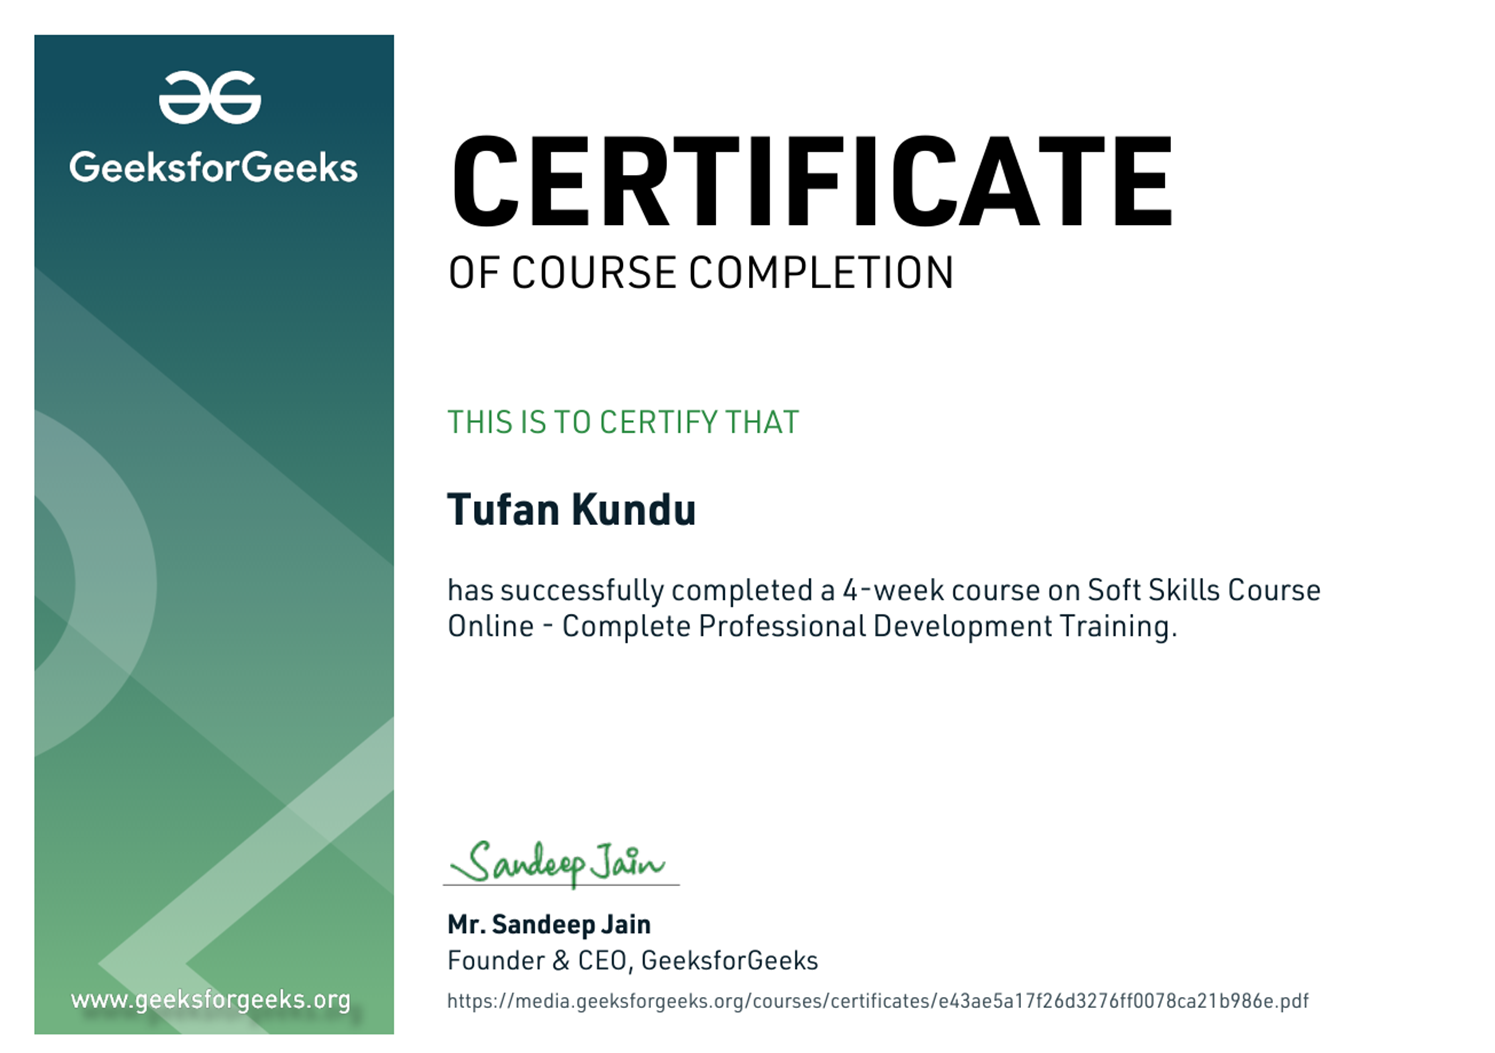 GeeksforGeeks
CERTIFICATE
OF COURSE COMPLETION
THIS IS TO CERTIFY THAT
Tufan Kundu
has successfully completed a 4-week course on Soft Skills Course
Online - Complete Professional Development Training.
Sandeep Jain
Mr. Sandeep Jain
Founder & CEO, GeeksforGeeks
https://media.geeksforgeeks.org/courses/certificates/e43ae5a17f26d3276ff0078ca21b986e.pdf
www.geeksforgeeks.org